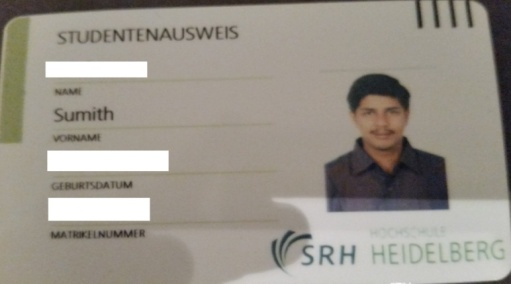 STUDENTENAUSWEIS
NAME
Sumith
VORNAME
GEBURTSDATUM
MATRIKELNUMMER
SRH HOCHSCHULE
HEIDELBERG